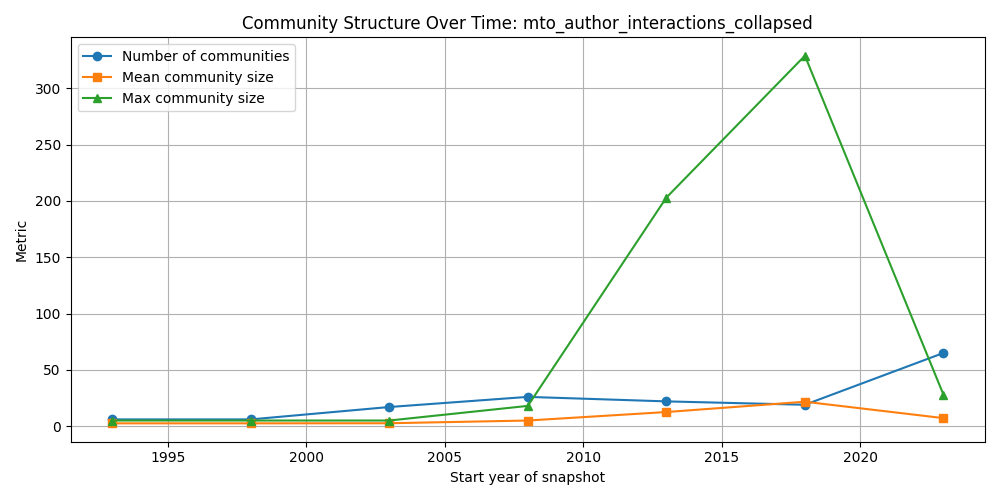 Community Structure Over Time: mto_author_interactions_collapsed
Number of communities
Mean community size
Max community size
300
250
200
150
100
50
0
Metric
1995
2000
2005
2010
2015
2020
Start year of snapshot